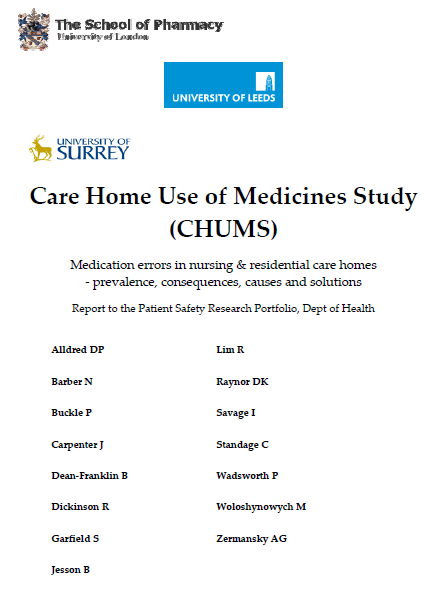 The School of Pharmacy
University of London
UNIVERSITY OF LEEDS
UNIVERSITY OF
SURREY
Care Home Use of Medicines Study
(CHUMS)
Medication errors in nursing & residential care homes
- prevalence, consequences, causes and solutions
Report to the Patient Safety Research Portfolio, Dept of Health
Alldred DP
Barber N
Buckle P
Carpenter J
Dean-Franklin B
Dickinson R
Garfield S
Jesson B
Lim R
Raynor DK
Savage I
Standage C
Wadsworth P
Woloshynowych M
Zermansky AG